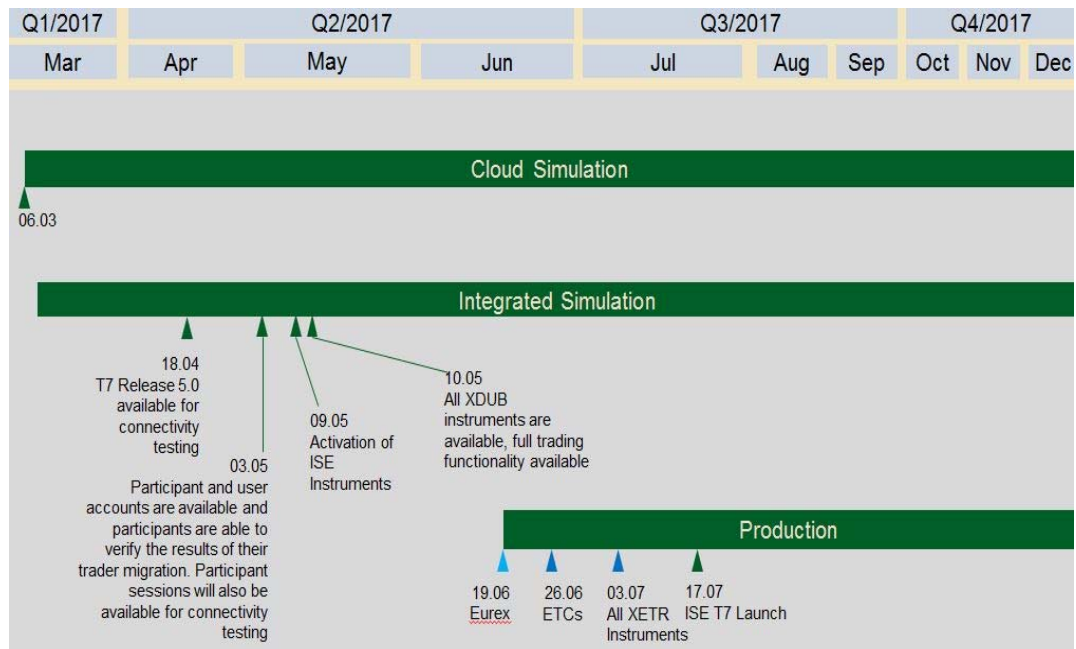 Q1/2017 Q2/2017 Q3/2017 Q4/2017
Mar Apr May Jun Jul Aug Sep Oct Nov Dec
Cloud Simulation
06.03
Integrated Simulation
18.04
T7 Release 5.0
available for
connectivity
testing
03.05
Participant and user
accounts are available and
participants are able to
verify the results of their
trader migration. Participant
sessions will also be
available for connectivity
testing
09.05
Activation of
ISE
Instruments
10.05
All XDUB
instruments are
available, full trading
functionality available
Production
19.06
Eurex
26.06
ETCs
03.07
All XETR
Instruments
17.07
ISE T7 Launch